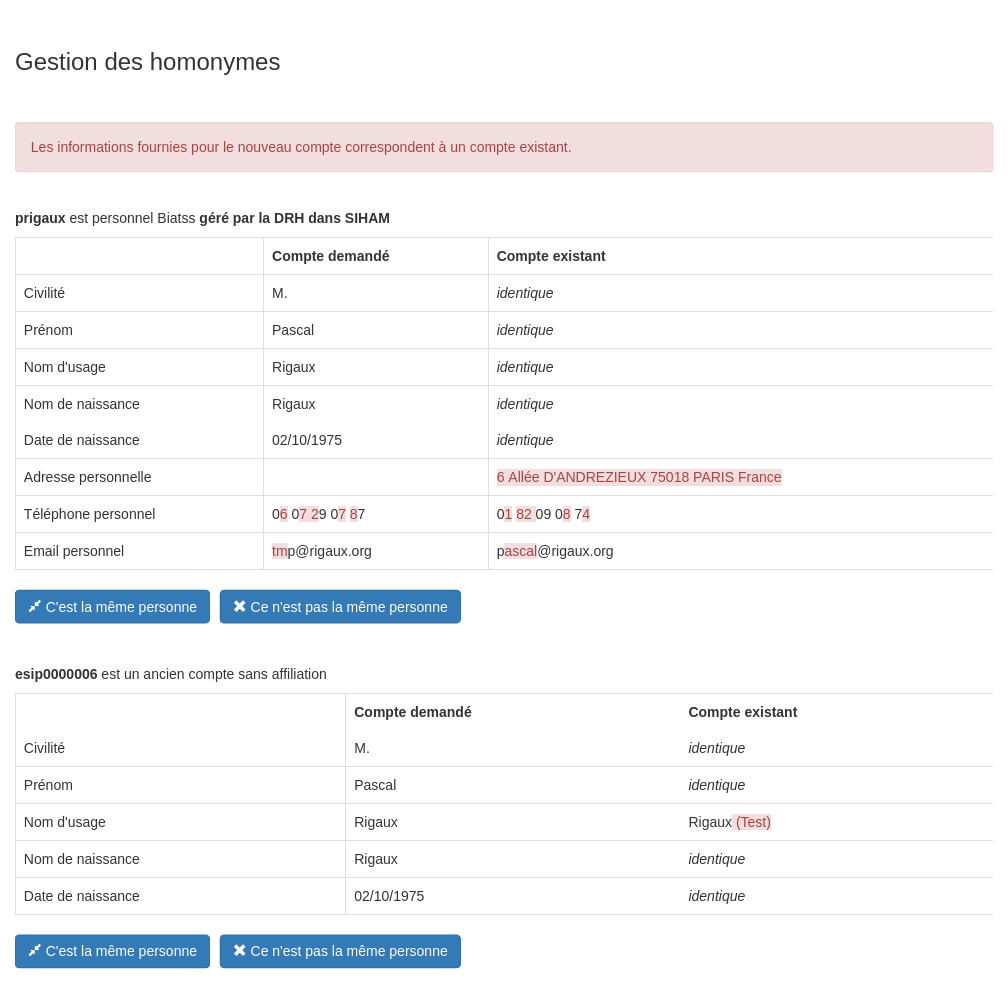 Gestion des homonymes
Les informations fournies pour le nouveau compte correspondent à un compte existant.
prigaux est personnel Biatss géré par la DRH dans SIHAM
Compte demandé Compte existant
Civilité M. identique
Prénom Pascal identique
Nom d'usage Rigaux identique
Nom de naissance Rigaux identique
Date de naissance 02/10/1975 identique
Adresse personnelle 6 Allée D'ANDREZIEUX 75018 PARIS France
Téléphone personnel 06 07 29 07 87 01 82 09 08 74
Email personnel tmp@rigaux.org pascal@rigaux.org
C'est la même personne Ce n'est pas la même personne
esip0000006 est un ancien compte sans affiliation
Compte demandé Compte existant
Civilité M. identique
Prénom Pascal identique
Nom d'usage Rigaux Rigaux (Test)
Nom de naissance Rigaux identique
Date de naissance 02/10/1975 identique
C'est la même personne Ce n'est pas la même personne